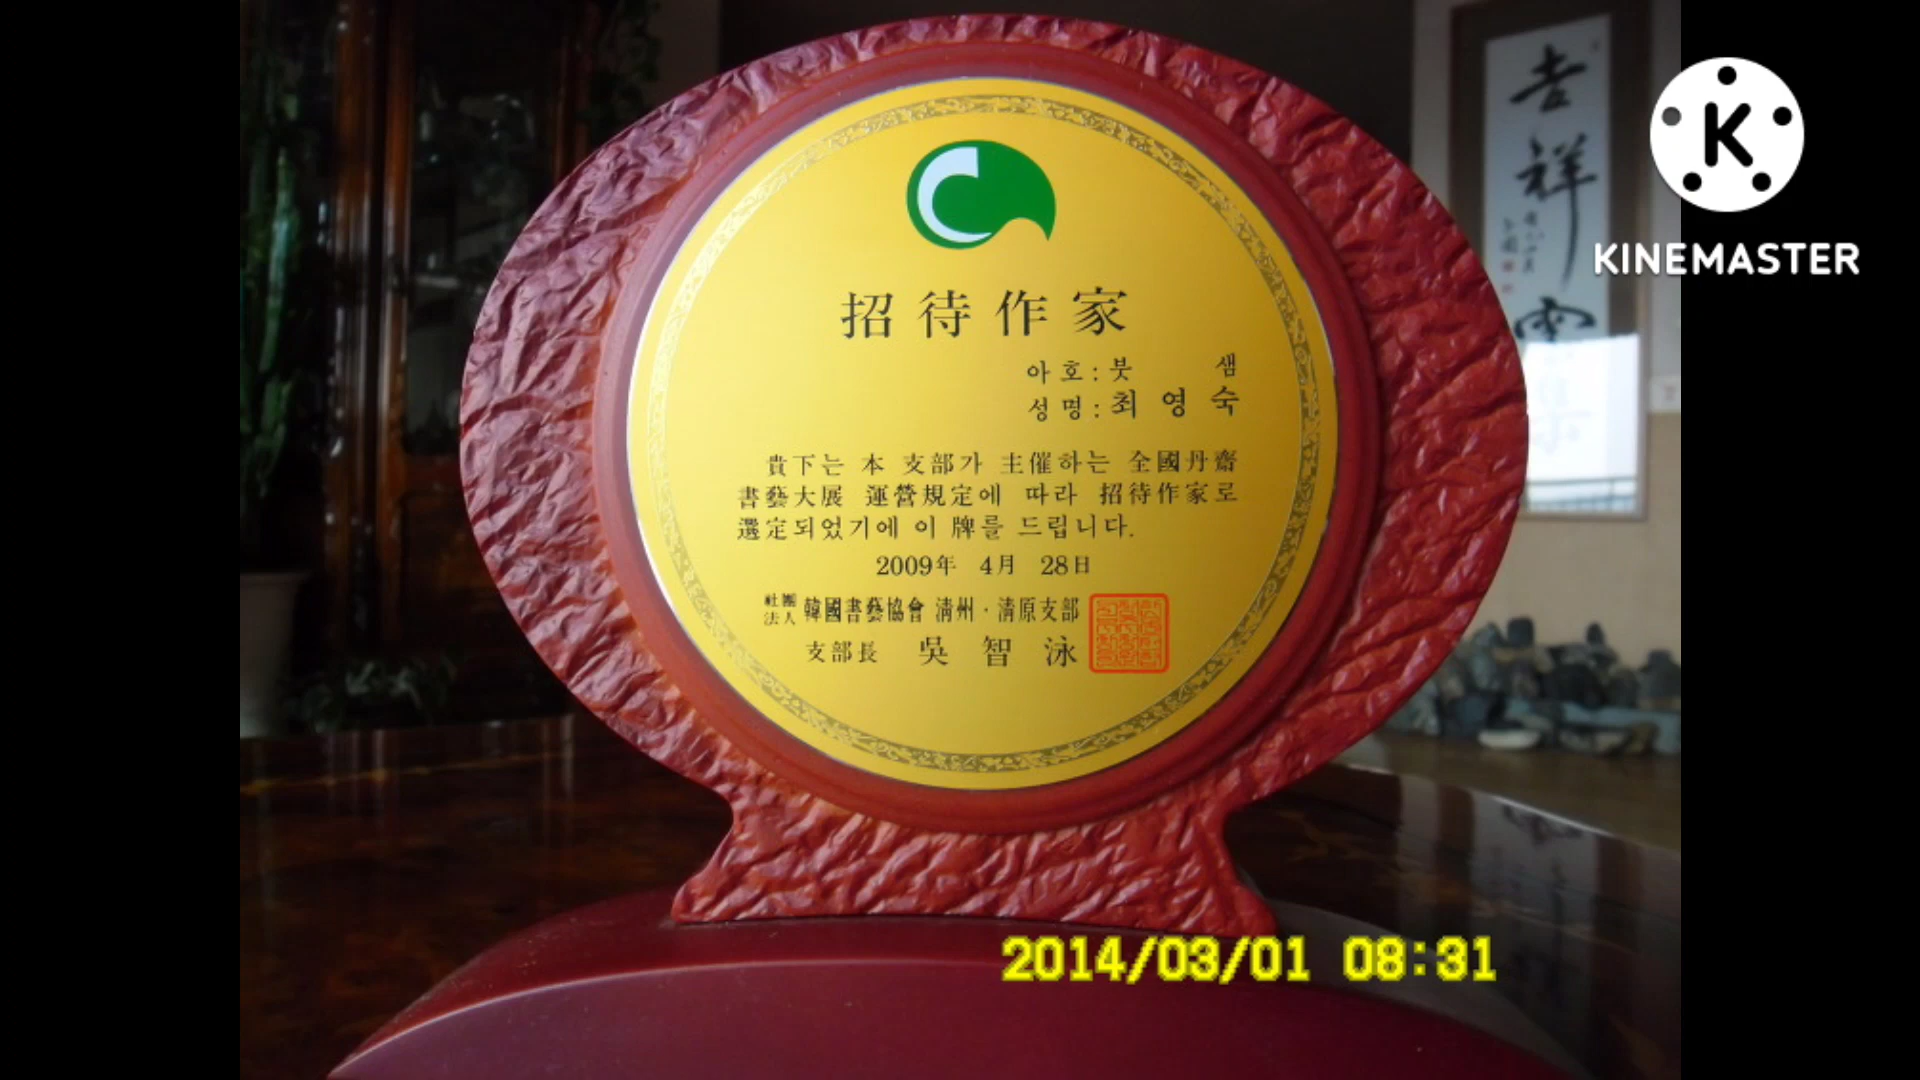 招待作家
아호: 붓 샘
성명: 최영숙
貴下는 本 支部가 主催하는 全國丹齋
書藝大展 運營規定에 따라 招待作家로
選定되었기에 이 牌를 드립니다.
2009年 4月 28日
社團法人 韓國書藝協會 淸州·淸原支部
支部長 吳智泳
吉祥雲
K
KINEMASTER
2014/03/01 08:31